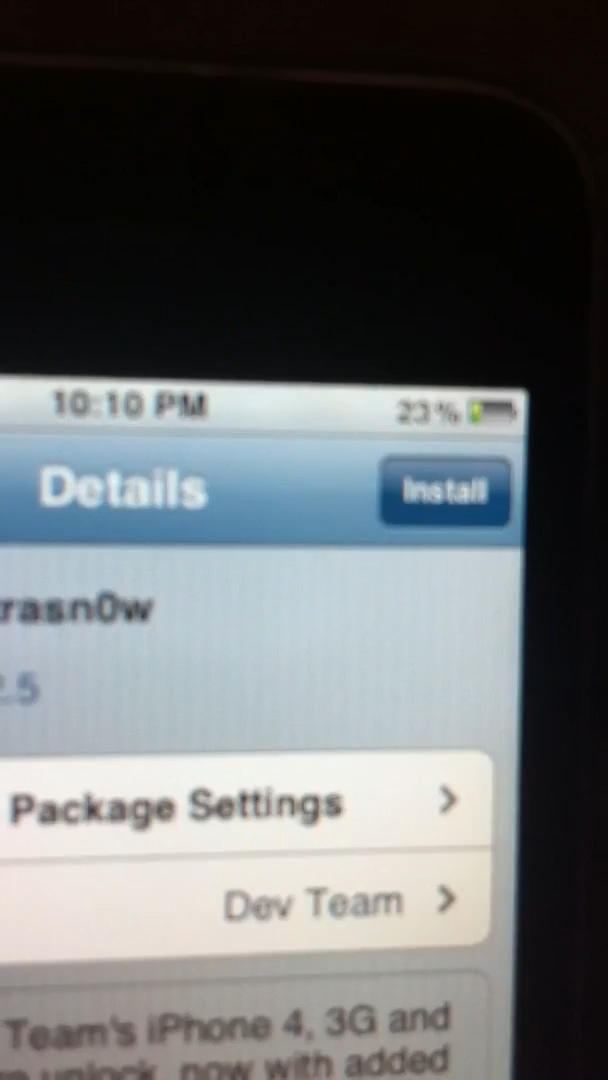 10:10 PM 23%
Details Install
rasn0w
.5
Package Settings
Dev Team
Team's iPhone 4, 3G and
unlock, now with added